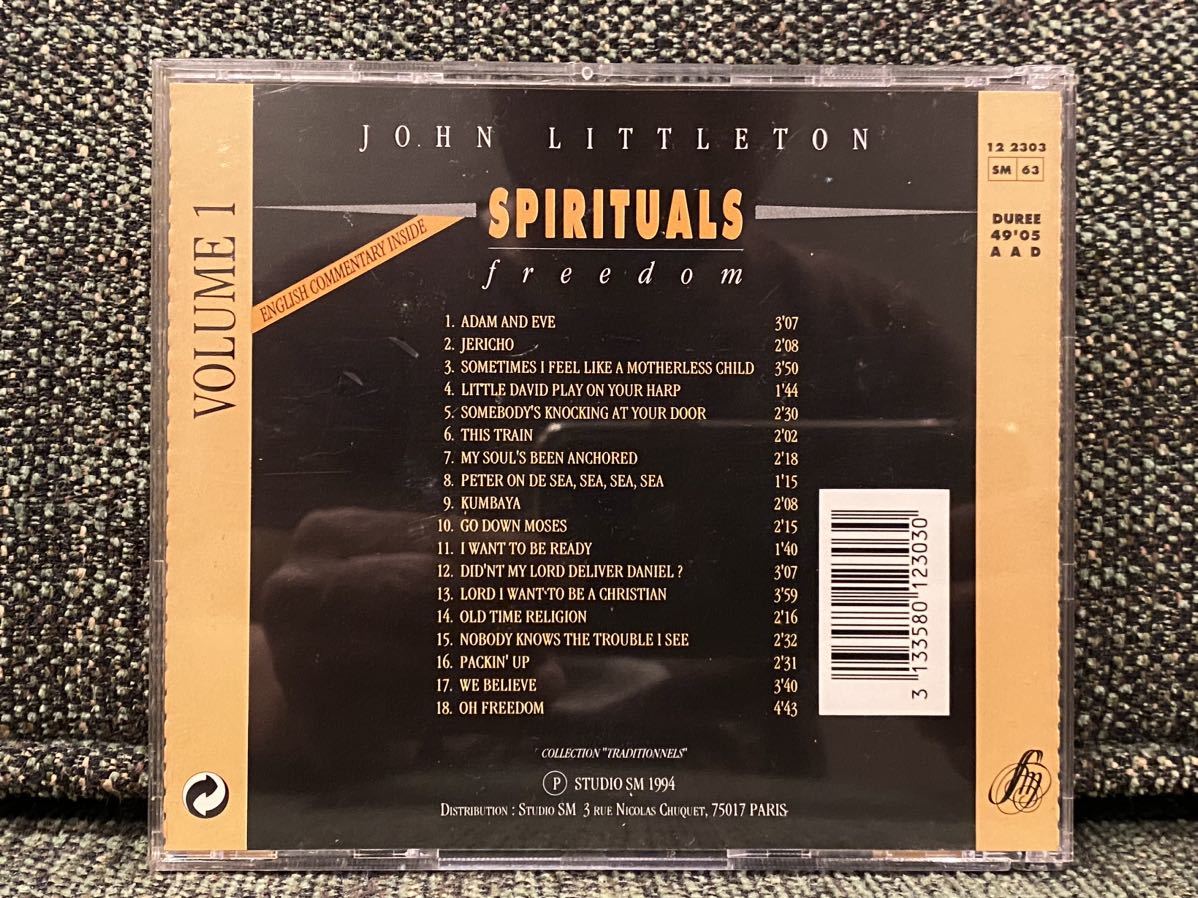 JOHN LITTLETON
SPIRITUALS
freedom
VOLUME 1
ENGLISH COMMENTARY INSIDE
12 2303
SM 63
DUREE
49'05
A A D
1. ADAM AND EVE 3'07
2. JERICHO 2'08
3. SOMETIMES I FEEL LIKE A MOTHERLESS CHILD 3'50
4. LITTLE DAVID PLAY ON YOUR HARP 1'44
5. SOMEBODY'S KNOCKING AT YOUR DOOR 2'30
6. THIS TRAIN 2'02
7. MY SOUL'S BEEN ANCHORED 2'18
8. PETER ON DE SEA, SEA, SEA, SEA 1'15
9. KUMBAYA 2'08
10. GO DOWN MOSES 2'15
11. I WANT TO BE READY 1'40
12. DID'NT MY LORD DELIVER DANIEL ? 3'07
13. LORD I WANT TO BE A CHRISTIAN 3'59
14. OLD TIME RELIGION 2'16
15. NOBODY KNOWS THE TROUBLE I SEE 2'32
16. PACKIN' UP 2'31
17. WE BELIEVE 3'40
18. OH FREEDOM 4'43
3 133580 123030
COLLECTION "TRADITIONNELS"
Ⓟ STUDIO SM 1994
DISTRIBUTION : STUDIO SM 3 RUE NICOLAS CHUQUET, 75017 PARIS
sm